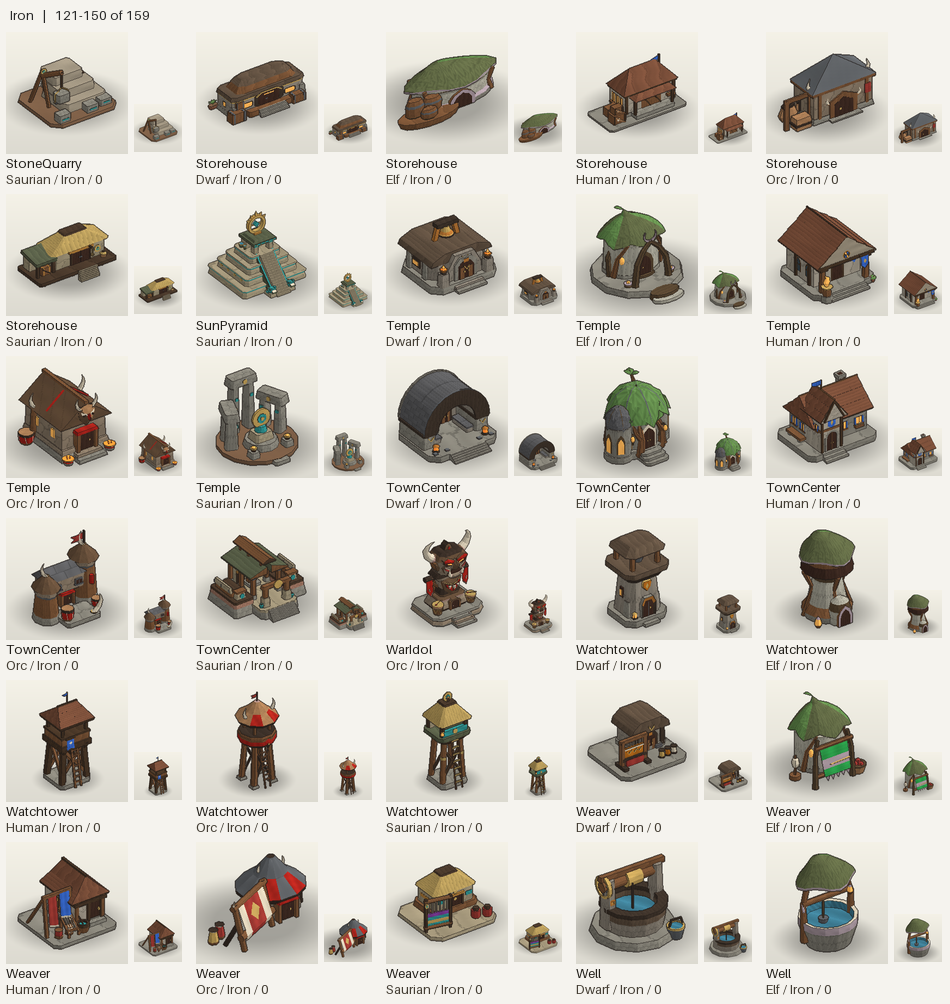 Iron | 121-150 of 159
StoneQuarry
Saurian / Iron / 0
Storehouse
Dwarf / Iron / 0
Storehouse
Elf / Iron / 0
Storehouse
Human / Iron / 0
Storehouse
Orc / Iron / 0
Storehouse
Saurian / Iron / 0
SunPyramid
Saurian / Iron / 0
Temple
Dwarf / Iron / 0
Temple
Elf / Iron / 0
Temple
Human / Iron / 0
Temple
Orc / Iron / 0
Temple
Saurian / Iron / 0
TownCenter
Dwarf / Iron / 0
TownCenter
Elf / Iron / 0
TownCenter
Human / Iron / 0
TownCenter
Orc / Iron / 0
TownCenter
Saurian / Iron / 0
WarIdol
Orc / Iron / 0
Watchtower
Dwarf / Iron / 0
Watchtower
Elf / Iron / 0
Watchtower
Human / Iron / 0
Watchtower
Orc / Iron / 0
Watchtower
Saurian / Iron / 0
Weaver
Dwarf / Iron / 0
Weaver
Elf / Iron / 0
Weaver
Human / Iron / 0
Weaver
Orc / Iron / 0
Weaver
Saurian / Iron / 0
Well
Dwarf / Iron / 0
Well
Elf / Iron / 0